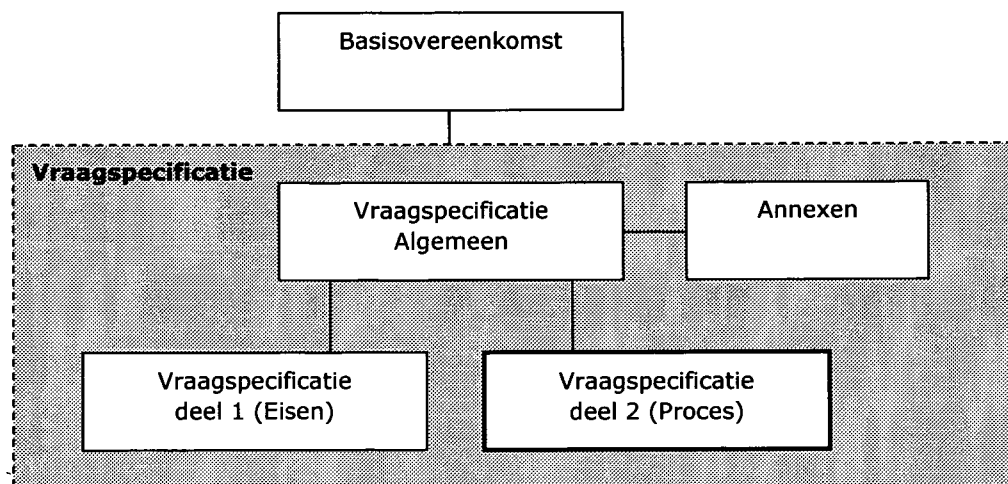 Basisovereenkomst
Vraagspecificatie
Vraagspecificatie
Algemeen
Annexen
Vraagspecificatie
deel 1 (Eisen)
Vraagspecificatie
deel 2 (Proces)